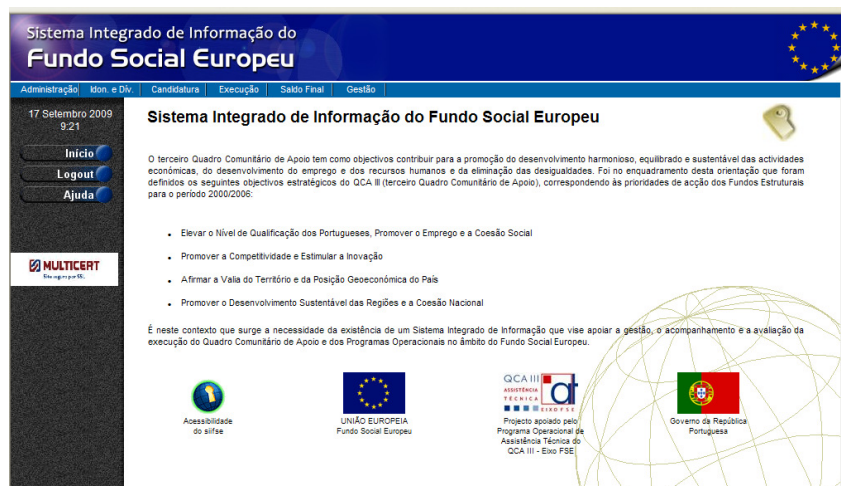 Sistema Integrado de Informação do
Fundo Social Europeu
Administração Idon. e Dív. Candidatura Execução Saldo Final Gestão
17 Setembro 2009
9:21
Início
Logout
Ajuda
MULTICERT
Sistema Integrado de Informação do Fundo Social Europeu
O terceiro Quadro Comunitário de Apoio tem como objectivos contribuir para a promoção do desenvolvimento harmonioso, equilibrado e sustentável das actividades
económicas, do desenvolvimento do emprego e dos recursos humanos e da eliminação das desigualdades. Foi no enquadramento desta orientação que foram
definidos os seguintes objectivos estratégicos do QCA III (terceiro Quadro Comunitário de Apoio), correspondendo às prioridades de acção dos Fundos Estruturais
para o período 2000/2006:
• Elevar o Nível de Qualificação dos Portugueses, Promover o Emprego e a Coesão Social
• Promover a Competitividade e Estimular a Inovação
• Afirmar a Valia do Território e da Posição Geoeconómica do País
• Promover o Desenvolvimento Sustentável das Regiões e a Coesão Nacional
É neste contexto que surge a necessidade da existência de um Sistema Integrado de Informação que vise apoiar a gestão, o acompanhamento e a avaliação da
execução do Quadro Comunitário de Apoio e dos Programas Operacionais no âmbito do Fundo Social Europeu.
Acessibilidade
do siifse
UNIÃO EUROPEIA
Fundo Social Europeu
QCA III
ASSISTÊNCIA
TÉCNICA
at
Projecto apoiado pelo
Programa Operacional de
Assistência Técnica do
QCA III - Eixo FSE
Governo da República
Portuguesa